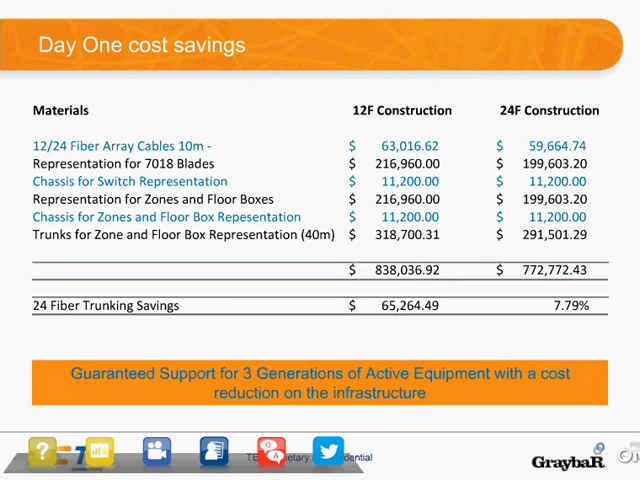 Day One cost savings
Materials 12F Construction 24F Construction
12/24 Fiber Array Cables 10m - $ 63,016.62 $ 59,664.74
Representation for 7018 Blades $ 216,960.00 $ 199,603.20
Chassis for Switch Representation $ 11,200.00 $ 11,200.00
Representation for Zones and Floor Boxes $ 216,960.00 $ 199,603.20
Chassis for Zones and Floor Box Repesentation $ 11,200.00 $ 11,200.00
Trunks for Zone and Floor Box Representation (40m) $ 318,700.31 $ 291,501.29
$ 838,036.92 $ 772,772.43
24 Fiber Trunking Savings $ 65,264.49 7.79%
Guaranteed Support for 3 Generations of Active Equipment with a cost
reduction on the infrastructure
? Q A
GraybaR